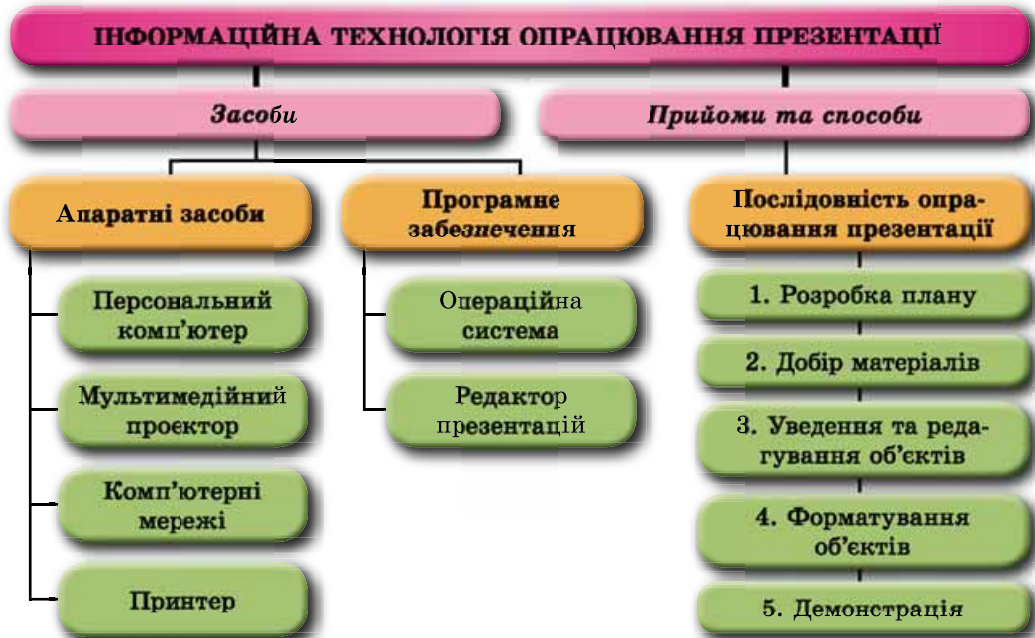 ІНФОРМАЦІЙНА ТЕХНОЛОГІЯ ОПРАЦЮВАННЯ ПРЕЗЕНТАЦІЇ
Засоби
Прийоми та способи
Апаратні засоби
Програмне
забезпечення
Послідовність опра-
цювання презентації
Персональний
комп'ютер
Мультимедійний
проєктор
Комп'ютерні
мережі
Принтер
Операційна
система
Редактор
презентацій
1. Розробка плану
2. Добір матеріалів
3. Уведення та реда-
гування об'єктів
4. Форматування
об'єктів
5. Демонстрація